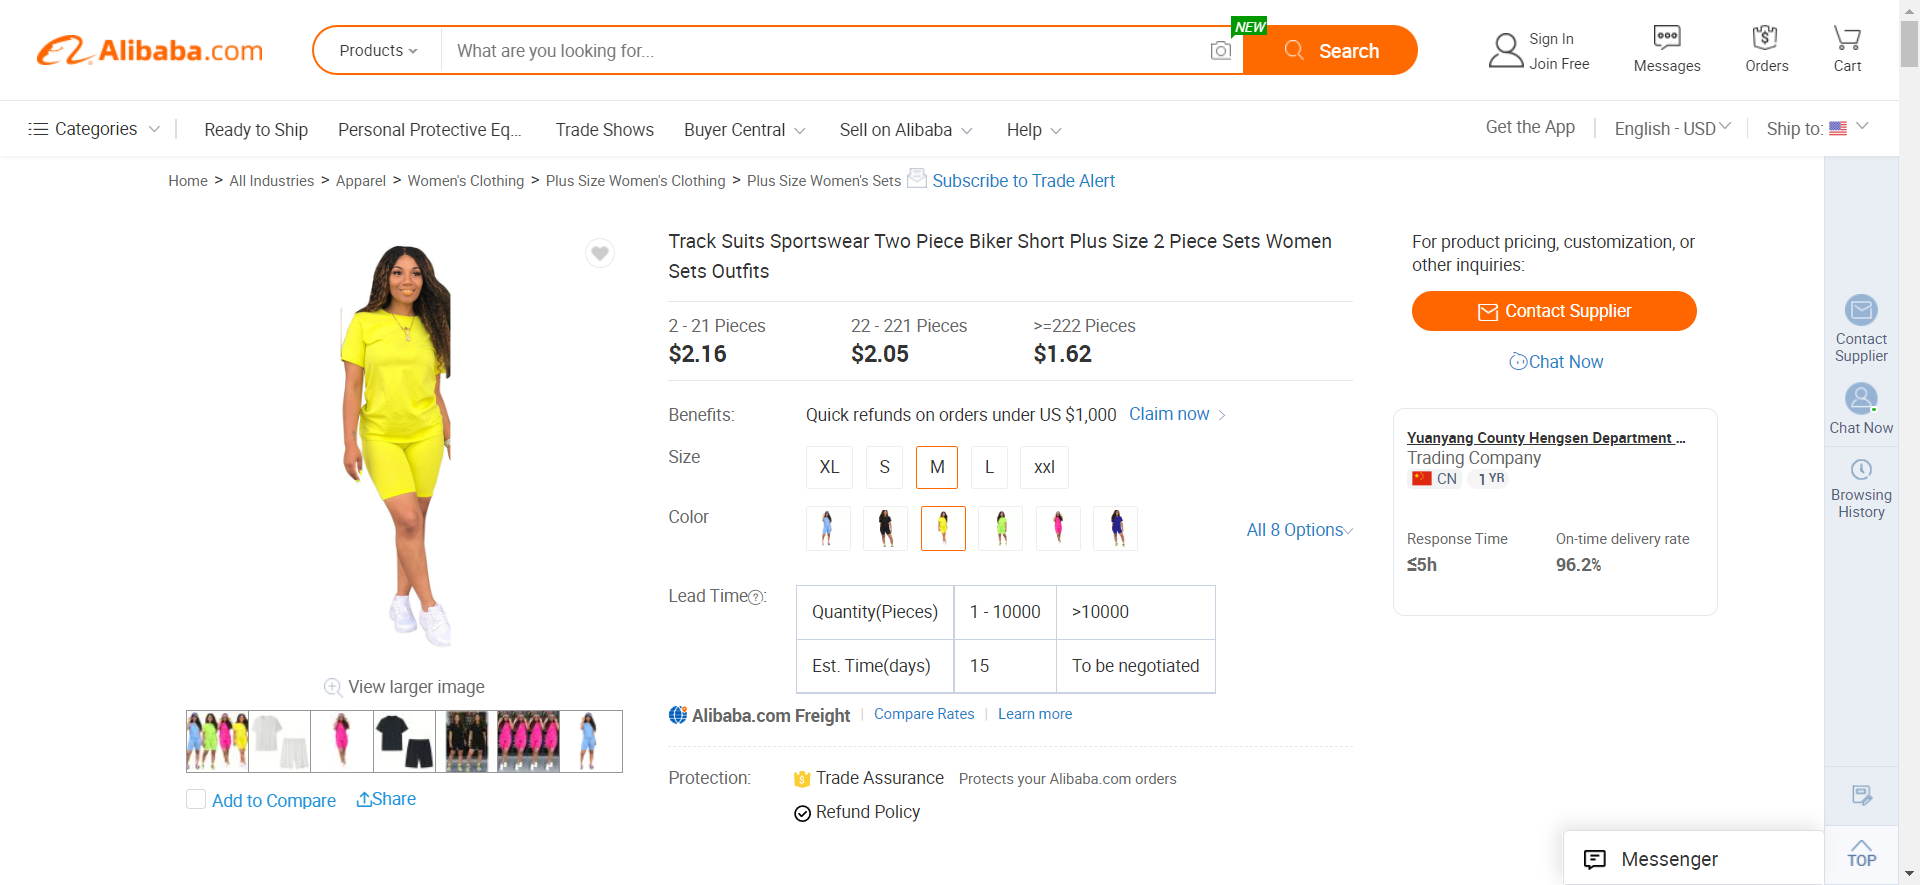 Alibaba.com
Products
What are you looking for...
NEW
Search
Sign In
Join Free
Messages
Orders
Cart
Categories
Ready to Ship
Personal Protective Eq...
Trade Shows
Buyer Central
Sell on Alibaba
Help
Get the App
English - USD
Ship to:
Home > All Industries > Apparel > Women's Clothing > Plus Size Women's Clothing > Plus Size Women's Sets
Subscribe to Trade Alert
Track Suits Sportswear Two Piece Biker Short Plus Size 2 Piece Sets Women
Sets Outfits
2 - 21 Pieces
$2.16
22 - 221 Pieces
$2.05
>=222 Pieces
$1.62
Benefits:
Quick refunds on orders under US $1,000
Claim now >
Size
XL
S
M
L
xxl
Color
All 8 Options
Lead Time?:
Quantity(Pieces)
1 - 10000
>10000
Est. Time(days)
15
To be negotiated
Alibaba.com Freight
Compare Rates
Learn more
Protection:
Trade Assurance
Protects your Alibaba.com orders
Refund Policy
View larger image
Add to Compare
Share
For product pricing, customization, or
other inquiries:
Contact Supplier
Chat Now
Yuanyang County Hengsen Department ...
Trading Company
CN
1 YR
Response Time
≤5h
On-time delivery rate
96.2%
Contact
Supplier
Chat Now
Browsing
History
Messenger
TOP